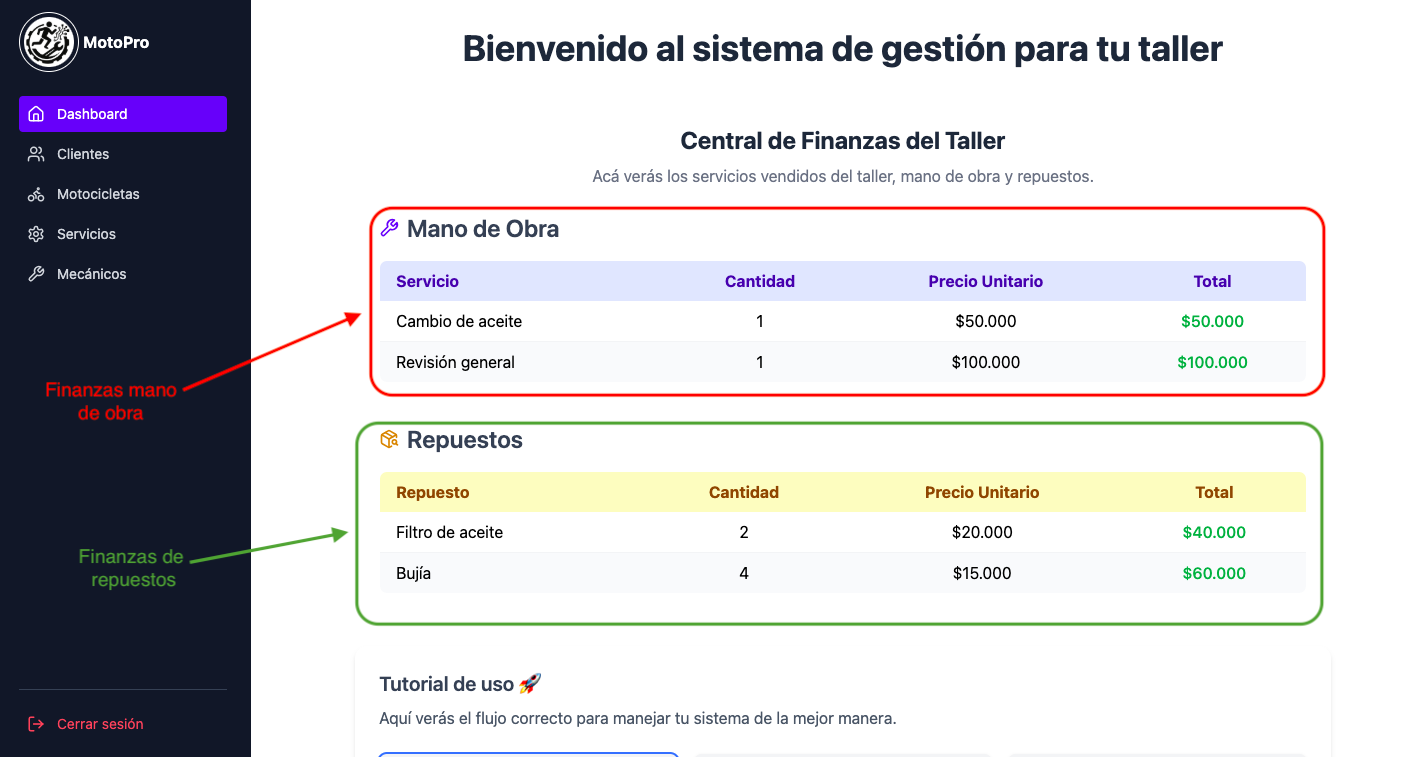 MotoPro
Dashboard
Clientes
Motocicletas
Servicios
Mecánicos
Finanzas mano
de obra
Finanzas de
repuestos
Cerrar sesión
Bienvenido al sistema de gestión para tu taller
Central de Finanzas del Taller
Acá verás los servicios vendidos del taller, mano de obra y repuestos.
Mano de Obra
Servicio Cantidad Precio Unitario Total
Cambio de aceite 1 $50.000 $50.000
Revisión general 1 $100.000 $100.000
Repuestos
Repuesto Cantidad Precio Unitario Total
Filtro de aceite 2 $20.000 $40.000
Bujía 4 $15.000 $60.000
Tutorial de uso 🚀
Aquí verás el flujo correcto para manejar tu sistema de la mejor manera.